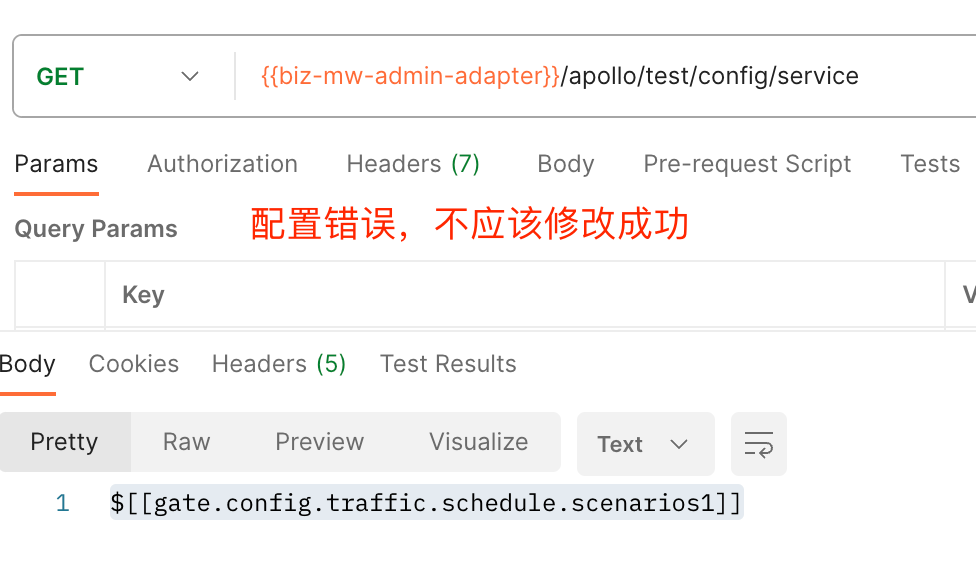 GET {{biz-mw-admin-adapter}}/apollo/test/config/service
Params Authorization Headers (7) Body Pre-request Script Tests
Query Params 配置错误，不应该修改成功
Key
Body Cookies Headers (5) Test Results
Pretty Raw Preview Visualize Text
1 $[[gate.config.traffic.schedule.scenarios1]]